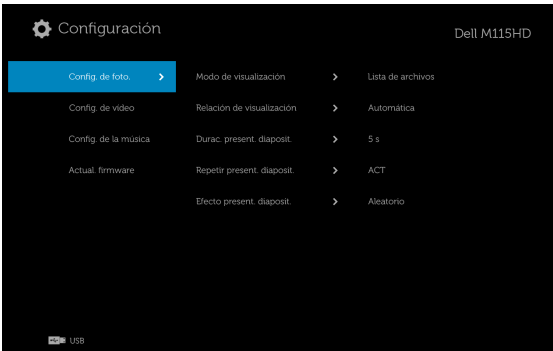 Configuración
Dell M115HD
Config. de foto. Modo de visualización Lista de archivos
Config. de vídeo Relación de visualización Automática
Config. de la música Durac. present. diaposit. 5 s
Actual. firmware Repetir present. diaposit. ACT
Efecto present. diaposit. Aleatorio
USB